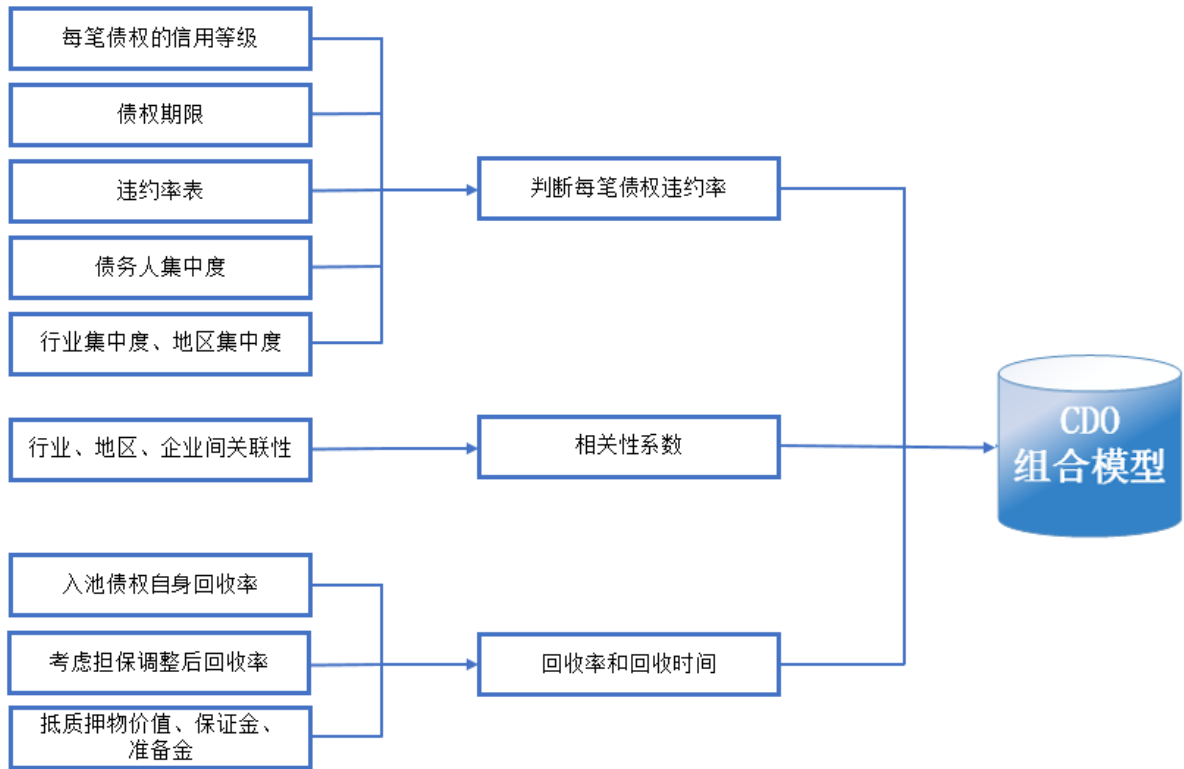 每笔债权的信用等级
债权期限
违约率表
债务人集中度
行业集中度、地区集中度
判断每笔债权违约率
行业、地区、企业间关联性
相关性系数
入池债权自身回收率
考虑担保调整后回收率
抵质押物价值、保证金、
准备金
回收率和回收时间
CDO
组合模型